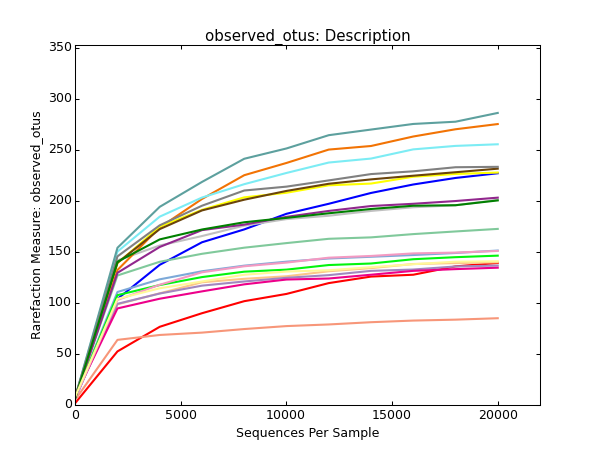 observed_otus: Description
350
300
250
200
150
100
50
0
0 5000 10000 15000 20000
Rarefaction Measure: observed_otus
Sequences Per Sample